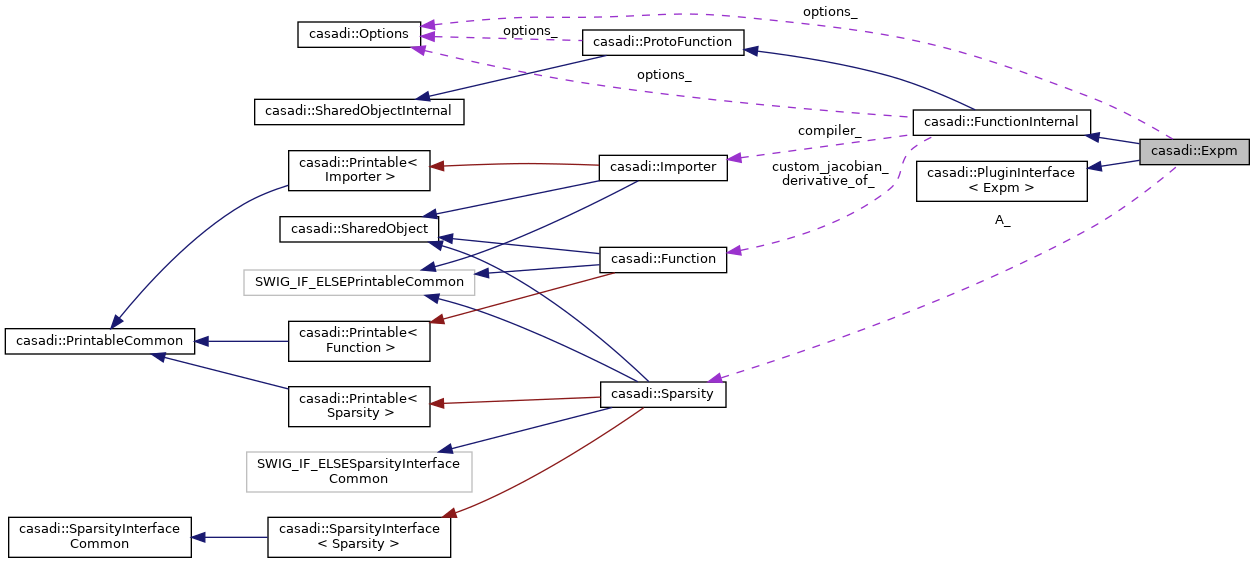 options_
casadi::Options
options_
casadi::ProtoFunction
options_
casadi::SharedObjectInternal
casadi::FunctionInternal
compiler_
casadi::Expm
casadi::Printable<
Importer >
casadi::Importer
custom_jacobian_
derivative_of_
casadi::PluginInterface
< Expm >
A_
casadi::SharedObject
casadi::Function
SWIG_IF_ELSEPrintableCommon
casadi::PrintableCommon
casadi::Printable<
Function >
casadi::Printable<
Sparsity >
casadi::Sparsity
SWIG_IF_ELSESparsityInterface
Common
casadi::SparsityInterface
Common
casadi::SparsityInterface
< Sparsity >